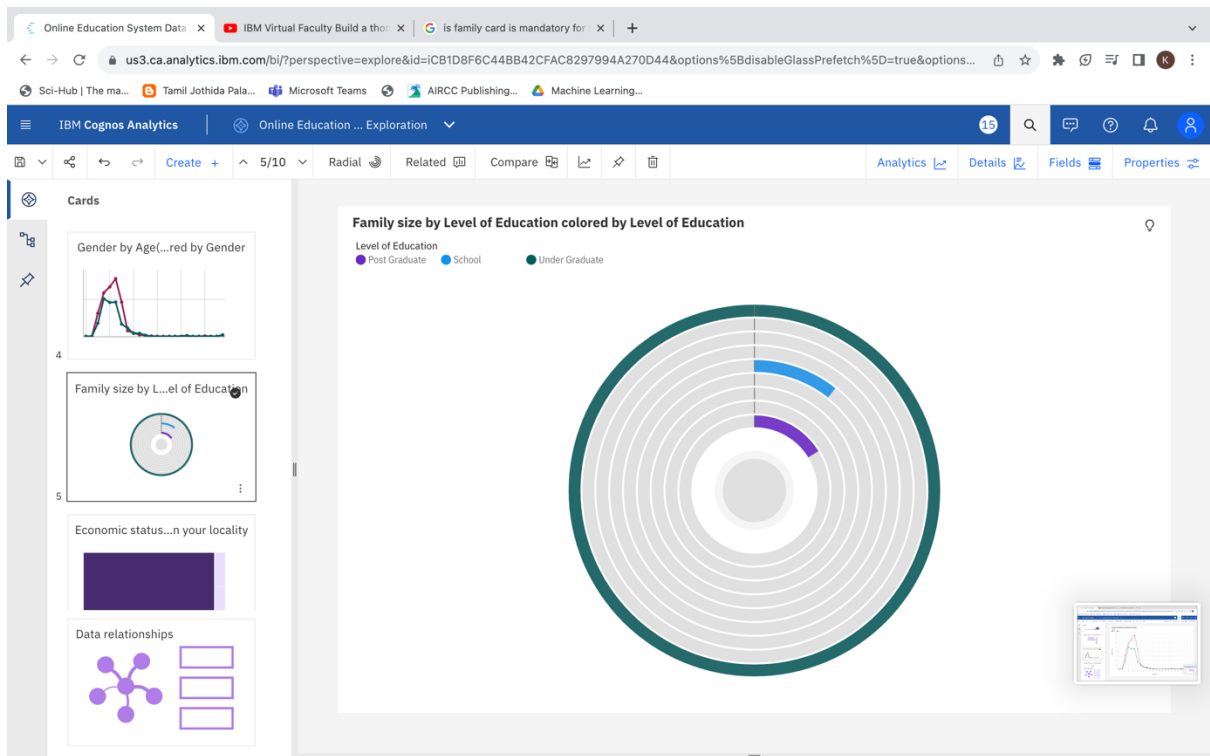 Online Education System Data
IBM Virtual Faculty Build a thor
is family card is mandatory for
us3.ca.analytics.ibm.com/bi/?perspective=explore&id=iCB1D8F6C44BB42CFAC8297994A270D44&options%5BdisableGlassPrefetch%5D=true&option...
K
Sci-Hub | The ma...
Tamil Jothida Pala...
Microsoft Teams
AIRCC Publishing...
Machine Learning...
IBM Cognos Analytics
Online Education ... Exploration
15
Create +
5/10
Radial
Related
Compare
Analytics
Details
Fields
Properties
Cards
Gender by Age(...red by Gender
4
Family size by L...el of Education
5
Economic status...n your locality
Data relationships
Family size by Level of Education colored by Level of Education
Level of Education
Post Graduate
School
Under Graduate